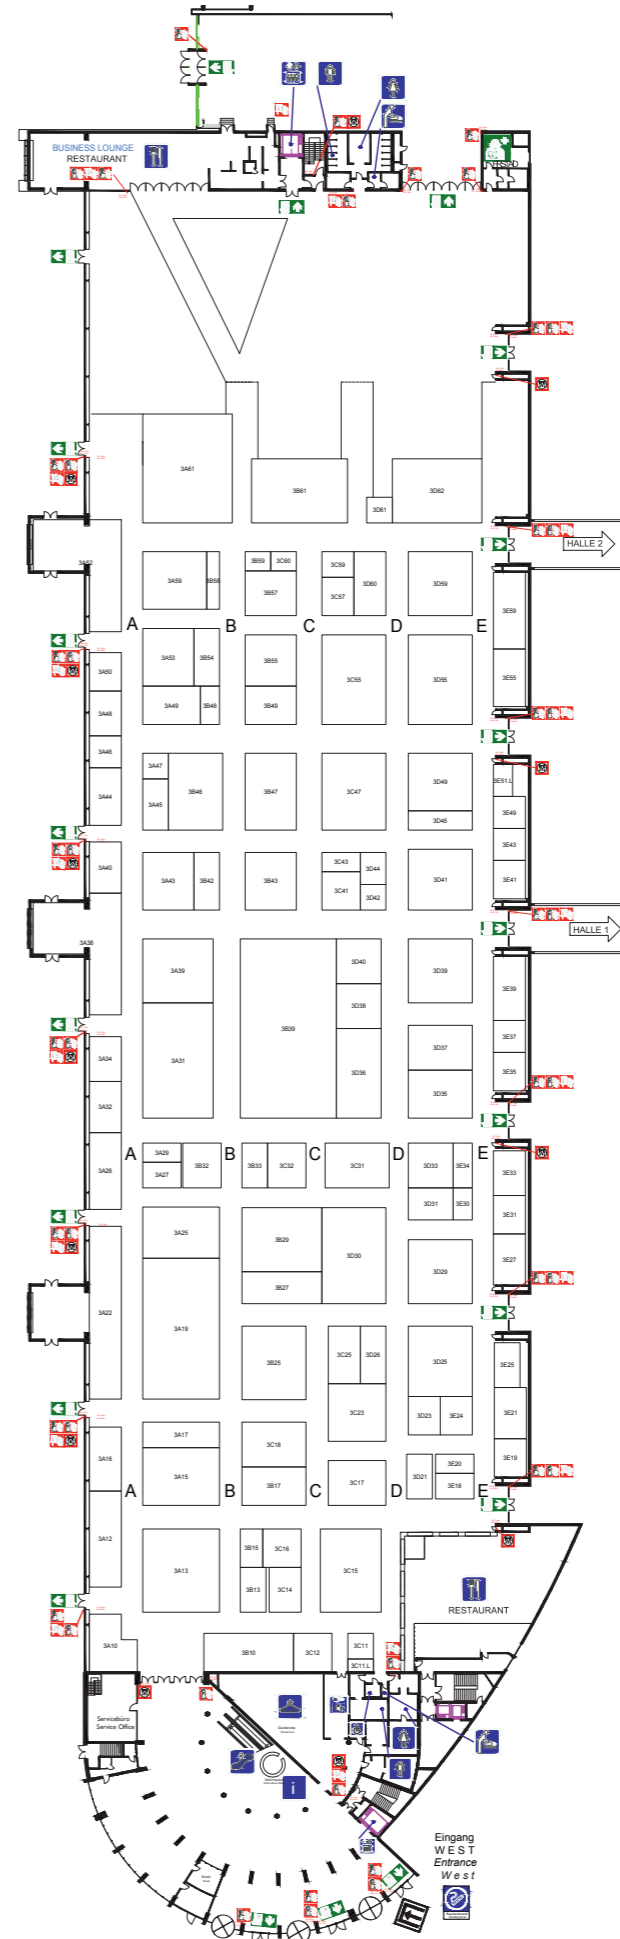 BUSINESS LOUNGE
RESTAURANT
3A61
3B61
3D61
3D62
HALLE 2
3A52
3A59
3B58
3B59
3C60
3B57
3C59
3C57
3D60
3D59
3E59
A
B
C
D
E
3A50
3A53
3B54
3B55
3C55
3D55
3E55
3A48
3A49
3B48
3B49
3A46
3A47
3B46
3B47
3C47
3D49
3E51.L
3A44
3A45
3D45
3E49
3E43
3A40
3A43
3B42
3B43
3C43
3D44
3C41
3D42
3D41
3E41
HALLE 1
3A38
3A39
3B39
3D40
3D39
3D38
3E39
3A34
3A31
3D36
3D37
3E37
3A32
3D35
3E35
A
B
C
D
E
3A26
3A29
3A27
3B32
3B33
3C32
3C31
3D33
3E34
3E33
3D31
3E30
3E31
3A25
3B29
3D30
3D29
3E27
3B27
3A22
3A19
3B25
3C25
3D26
3D25
3E25
3C23
3D23
3E24
3E21
3A16
3A17
3C18
3E19
3A15
3B17
3C17
3D21
3E20
3E18
A
B
C
D
E
3A12
3A13
3B15
3C16
3B13
3C14
3C15
RESTAURANT
3A10
3B10
3C12
3C11
3C11.L
Servicebüro
Service Office
Garderobe
i
Eingang
WEST
Entrance
West